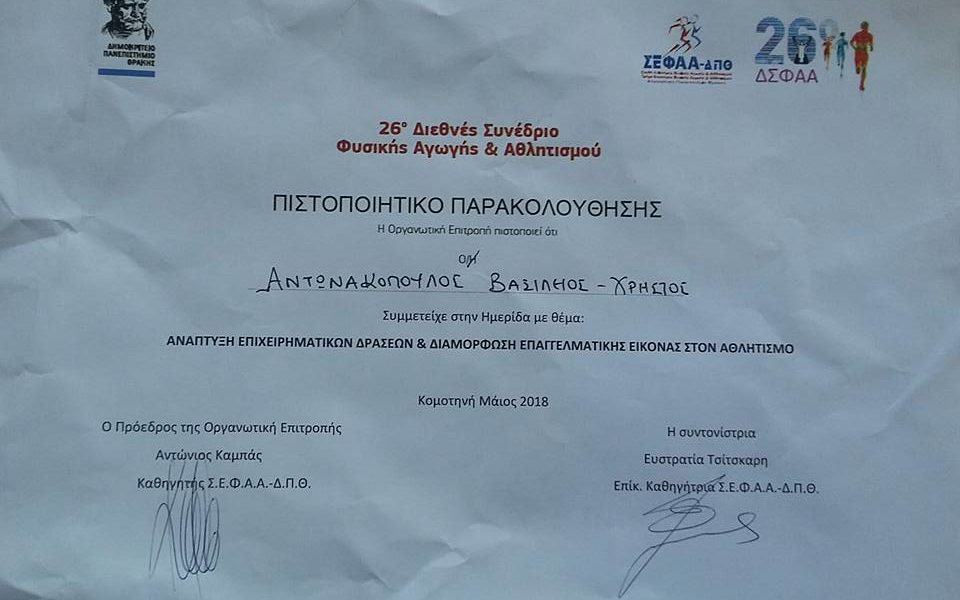 ΔΗΜΟΚΡΙΤΕΙΟ
ΠΑΝΕΠΙΣΤΗΜΙΟ
ΘΡΑΚΗΣ
ΣΕΦΑΑ-ΔΠΘ
26ο
ΔΣΦΑΑ
26ο Διεθνές Συνέδριο
Φυσικής Αγωγής & Αθλητισμού
ΠΙΣΤΟΠΟΙΗΤΙΚΟ ΠΑΡΑΚΟΛΟΥΘΗΣΗΣ
Η Οργανωτική Επιτροπή πιστοποιεί ότι
Ο/Η
ΑΝΤΩΝΑΚΟΠΟΥΛΟΣ ΒΑΣΙΛΗΟΣ - ΧΡΗΣΤΟΣ
Συμμετείχε στην Ημερίδα με θέμα:
ΑΝΑΠΤΥΞΗ ΕΠΙΧΕΙΡΗΜΑΤΙΚΩΝ ΔΡΑΣΕΩΝ & ΔΙΑΜΟΡΦΩΣΗ ΕΠΑΓΓΕΛΜΑΤΙΚΗΣ ΕΙΚΟΝΑΣ ΣΤΟΝ ΑΘΛΗΤΙΣΜΟ
Κομοτηνή Μάιος 2018
Ο Πρόεδρος της Οργανωτική Επιτροπής
Αντώνιος Καμπάς
Καθηγητής Σ.Ε.Φ.Α.Α.-Δ.Π.Θ.
Η συντονίστρια
Ευστρατία Τσίτσκαρη
Επίκ. Καθηγήτρια Σ.Ε.Φ.Α.Α.-Δ.Π.Θ.